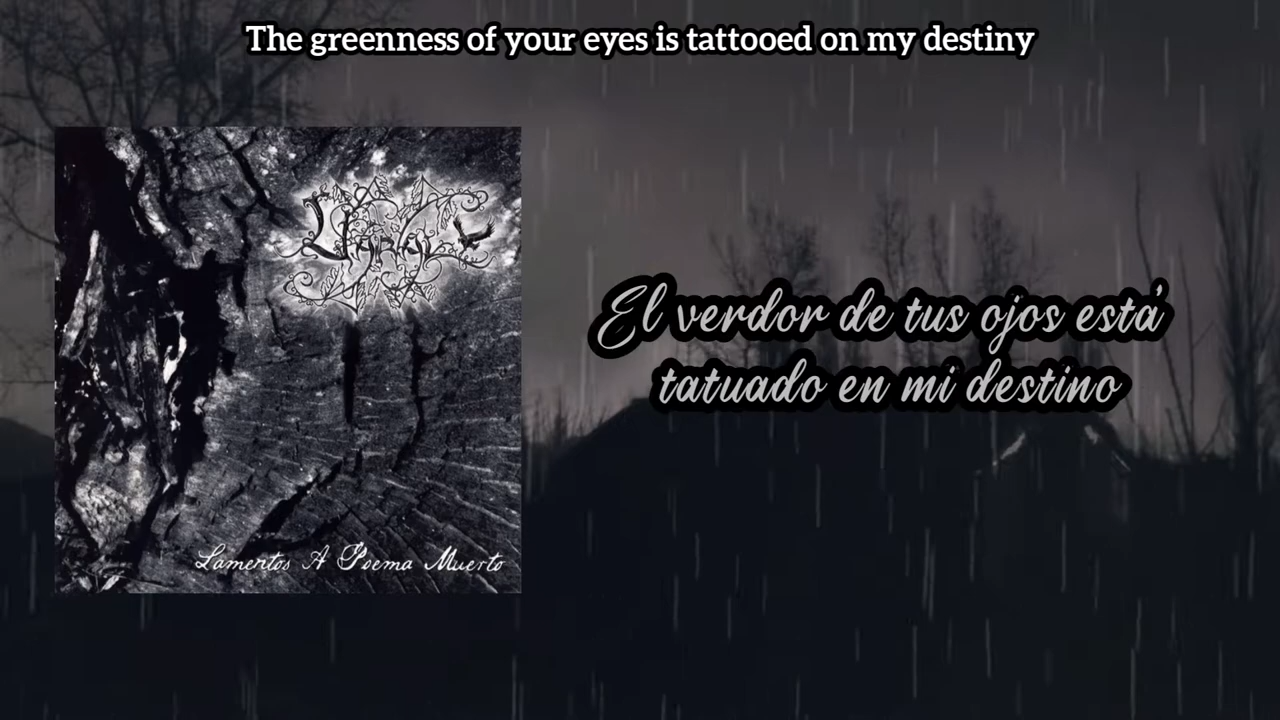 The greenness of your eyes is tattooed on my destiny
Uaral
El verdor de tus ojos está
tatuado en mi destino
Lamentos A Poema Muerto